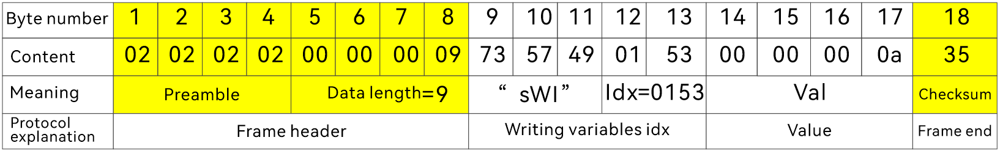 Byte number 1 2 3 4 5 6 7 8 9 10 11 12 13 14 15 16 17 18
Content 02 02 02 02 00 00 00 09 73 57 49 01 53 00 00 00 0a 35
Meaning Preamble Data length=9 “ sWI” Idx=0153 Val Checksum
Protocol
explanation Frame header Writing variables idx Value Frame end